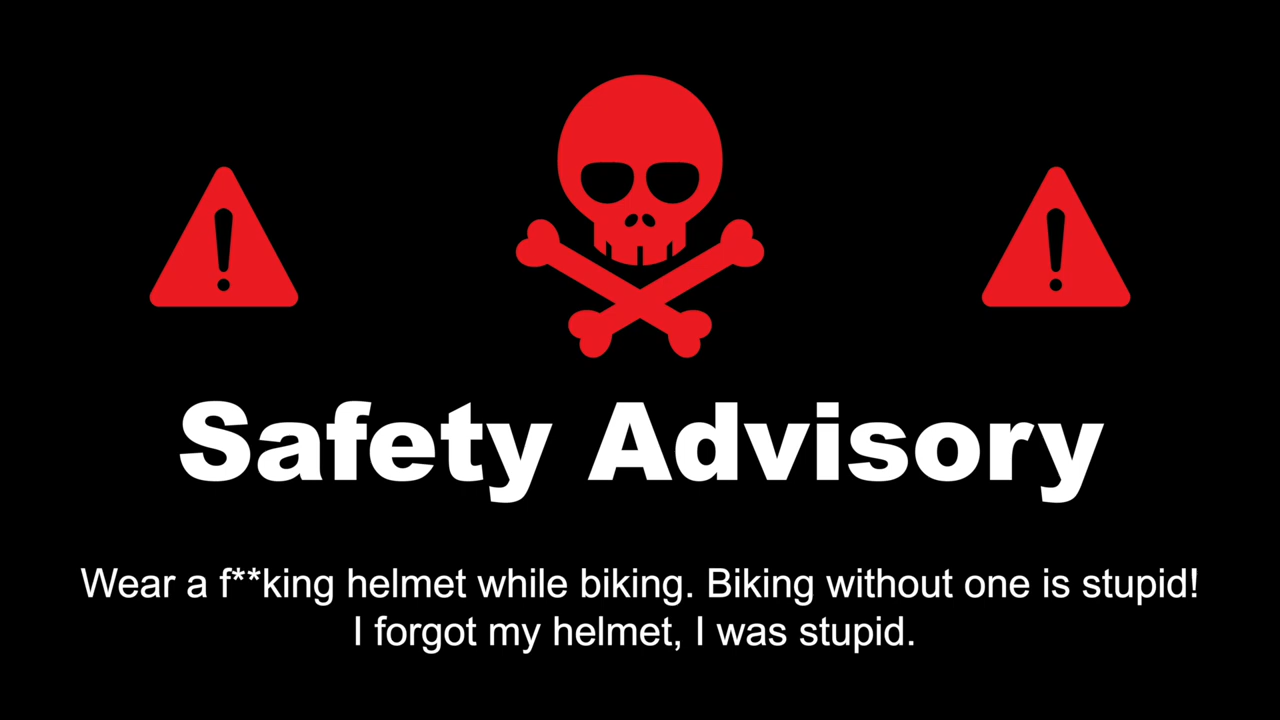 Safety Advisory
Wear a f**king helmet while biking. Biking without one is stupid!
I forgot my helmet, I was stupid.